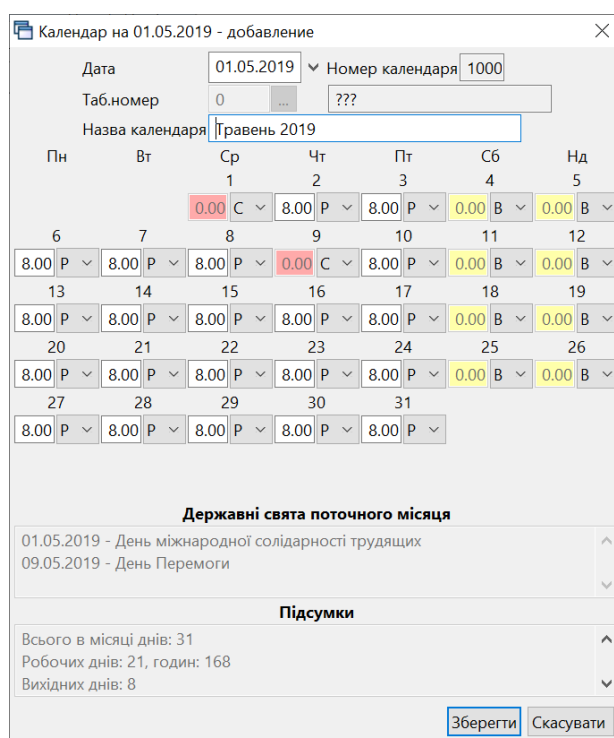 Календар на 01.05.2019 - добавление
Дата 01.05.2019 Номер календаря 1000
Таб.номер 0 ... ???
Назва календаря Травень 2019
Пн Вт Ср Чт Пт Сб Нд
1 2 3 4 5
0.00 С 8.00 Р 8.00 Р 0.00 В 0.00 В
6 7 8 9 10 11 12
8.00 Р 8.00 Р 8.00 Р 0.00 С 8.00 Р 0.00 В 0.00 В
13 14 15 16 17 18 19
8.00 Р 8.00 Р 8.00 Р 8.00 Р 8.00 Р 0.00 В 0.00 В
20 21 22 23 24 25 26
8.00 Р 8.00 Р 8.00 Р 8.00 Р 8.00 Р 0.00 В 0.00 В
27 28 29 30 31
8.00 Р 8.00 Р 8.00 Р 8.00 Р 8.00 Р
Державні свята поточного місяця
01.05.2019 - День міжнародної солідарності трудящих
09.05.2019 - День Перемоги
Підсумки
Всього в місяці днів: 31
Робочих днів: 21, годин: 168
Вихідних днів: 8
Зберегти Скасувати